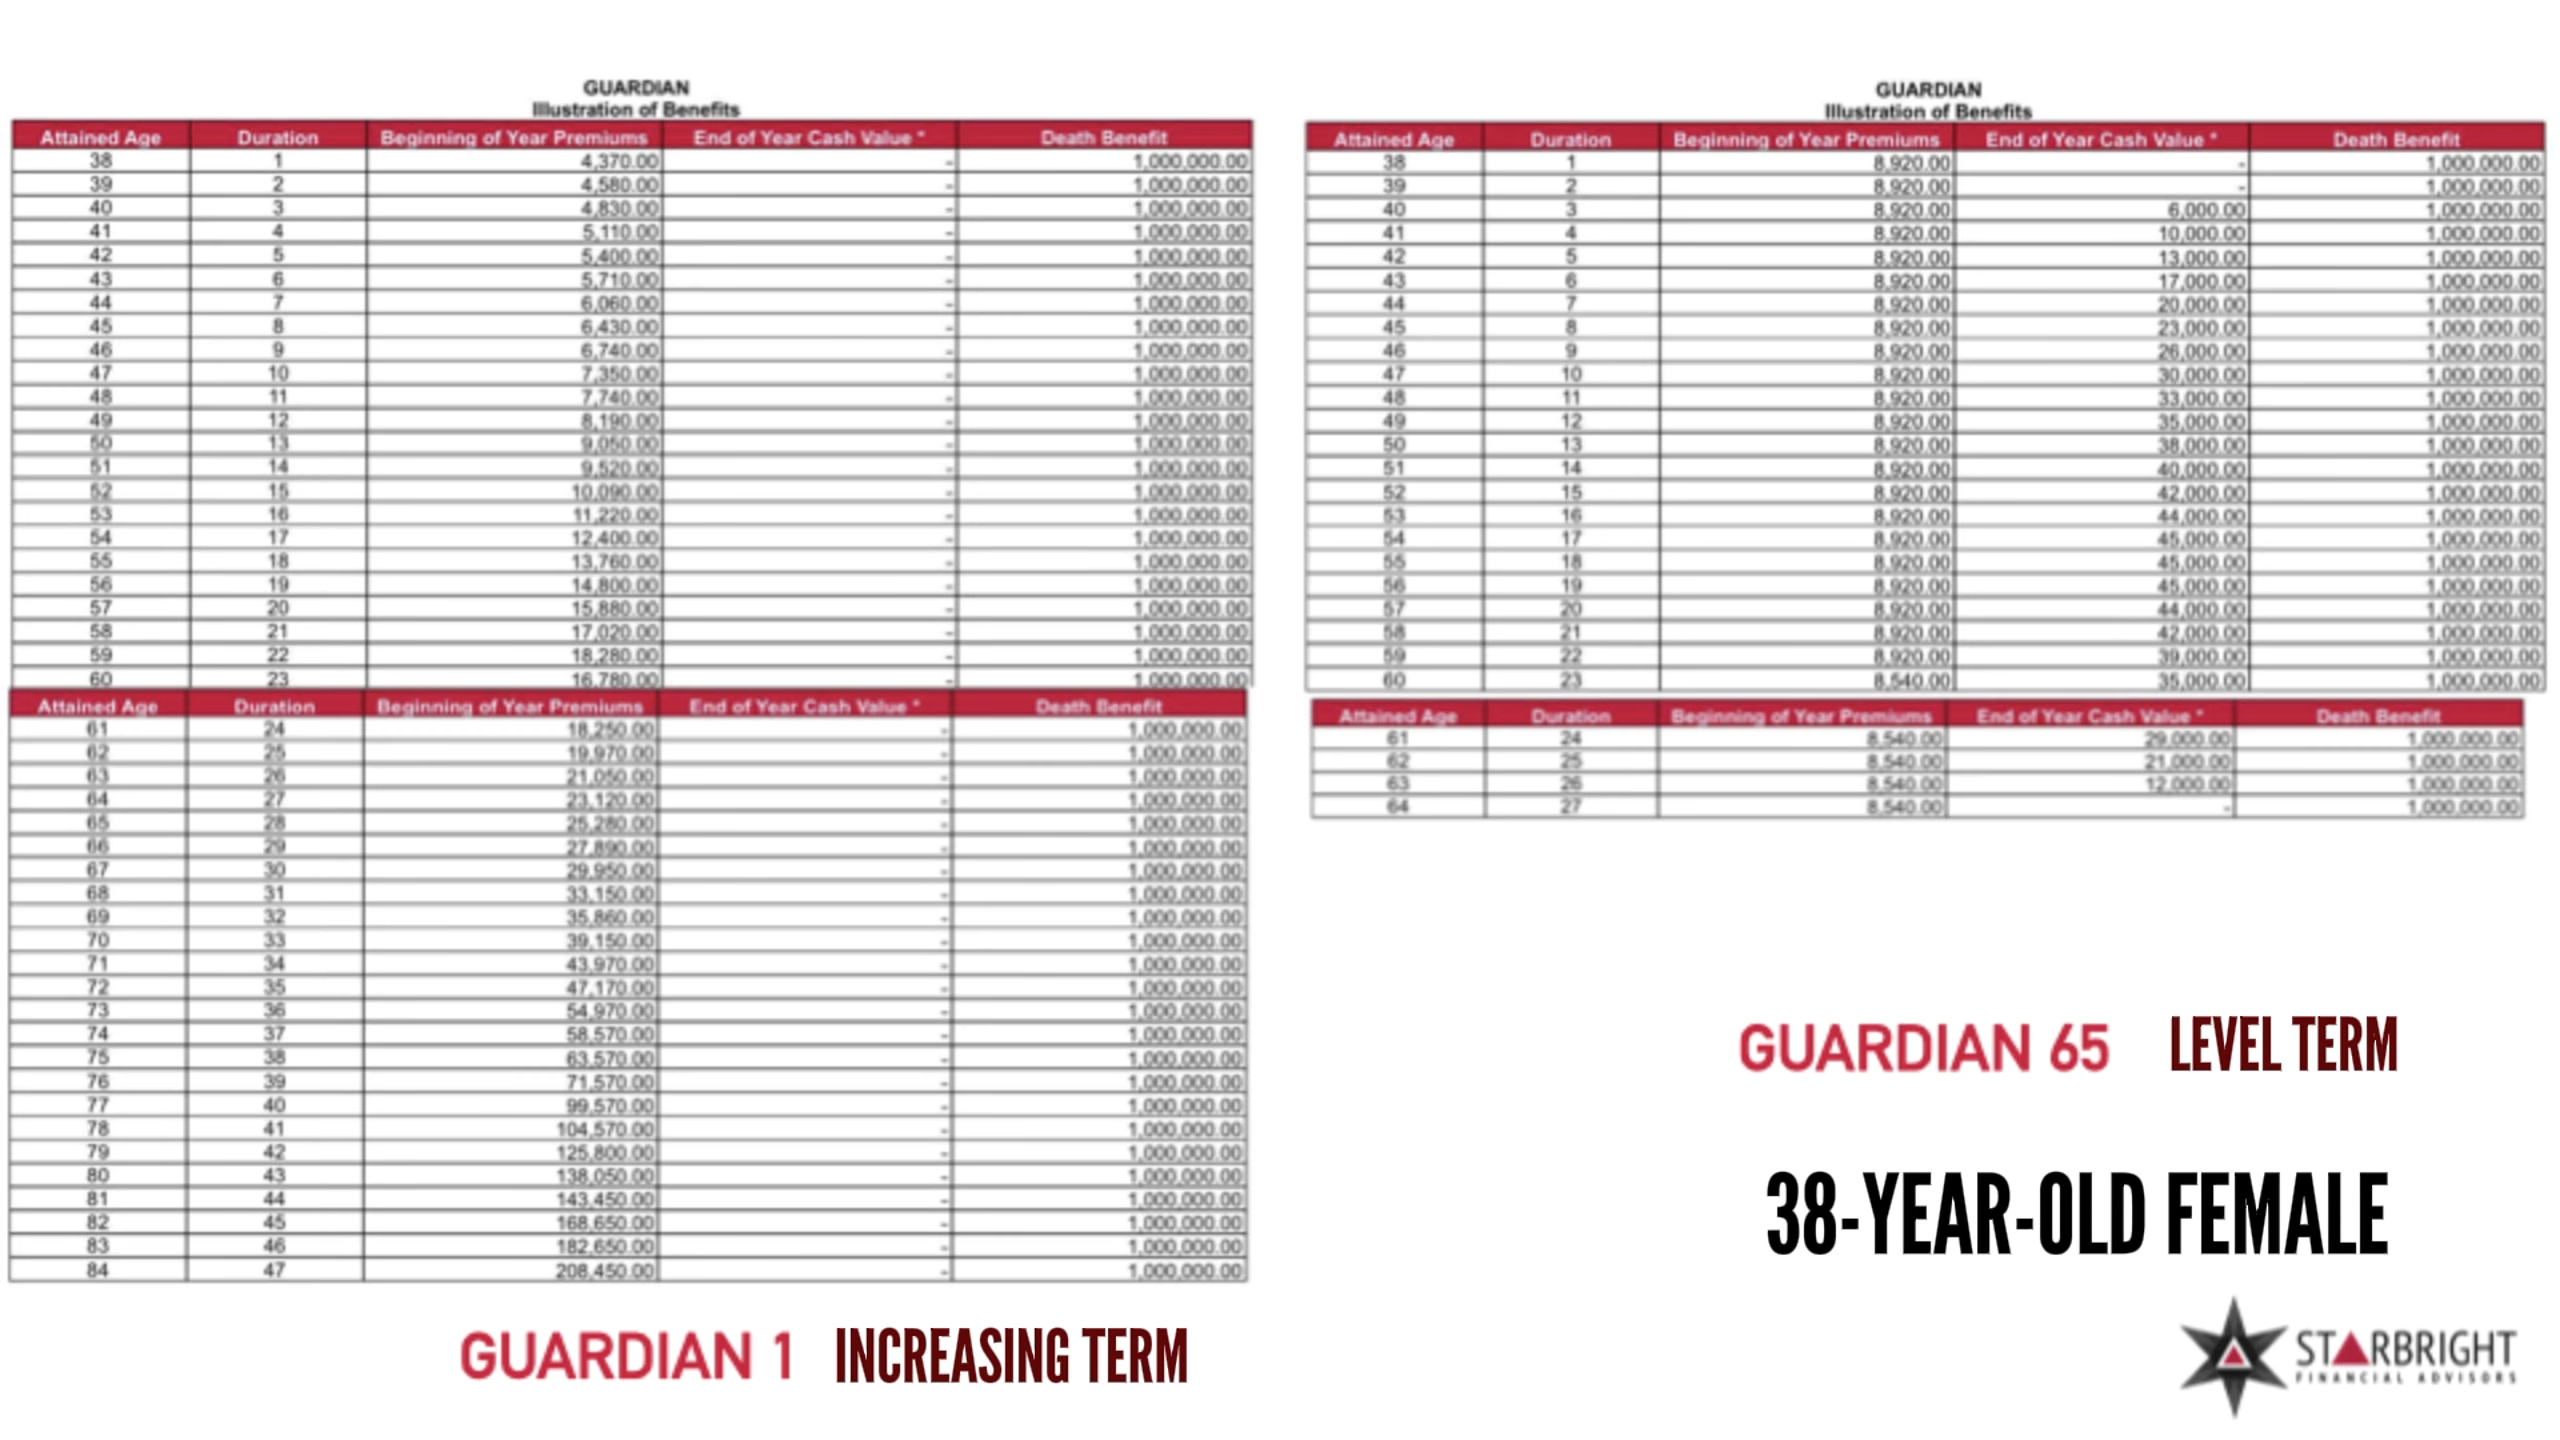 GUARDIAN
Illustration of Benefits
Attained Age Duration Beginning of Year Premiums End of Year Cash Value * Death Benefit
38 1 4,370.00 - 1,000,000.00
39 2 4,580.00 - 1,000,000.00
40 3 4,830.00 - 1,000,000.00
41 4 5,110.00 - 1,000,000.00
42 5 5,400.00 - 1,000,000.00
43 6 5,710.00 - 1,000,000.00
44 7 6,060.00 - 1,000,000.00
45 8 6,430.00 - 1,000,000.00
46 9 6,740.00 - 1,000,000.00
47 10 7,350.00 - 1,000,000.00
48 11 7,740.00 - 1,000,000.00
49 12 8,190.00 - 1,000,000.00
50 13 9,050.00 - 1,000,000.00
51 14 9,520.00 - 1,000,000.00
52 15 10,090.00 - 1,000,000.00
53 16 11,220.00 - 1,000,000.00
54 17 12,400.00 - 1,000,000.00
55 18 13,760.00 - 1,000,000.00
56 19 14,800.00 - 1,000,000.00
57 20 15,880.00 - 1,000,000.00
58 21 17,020.00 - 1,000,000.00
59 22 18,280.00 - 1,000,000.00
60 23 16,780.00 - 1,000,000.00
Attained Age Duration Beginning of Year Premiums End of Year Cash Value * Death Benefit
61 24 18,250.00 - 1,000,000.00
62 25 19,970.00 - 1,000,000.00
63 26 21,050.00 - 1,000,000.00
64 27 23,120.00 - 1,000,000.00
65 28 25,280.00 - 1,000,000.00
66 29 27,890.00 - 1,000,000.00
67 30 29,950.00 - 1,000,000.00
68 31 33,150.00 - 1,000,000.00
69 32 35,860.00 - 1,000,000.00
70 33 39,150.00 - 1,000,000.00
71 34 43,970.00 - 1,000,000.00
72 35 47,170.00 - 1,000,000.00
73 36 54,970.00 - 1,000,000.00
74 37 58,570.00 - 1,000,000.00
75 38 63,570.00 - 1,000,000.00
76 39 71,570.00 - 1,000,000.00
77 40 99,570.00 - 1,000,000.00
78 41 104,570.00 - 1,000,000.00
79 42 125,800.00 - 1,000,000.00
80 43 138,050.00 - 1,000,000.00
81 44 143,450.00 - 1,000,000.00
82 45 168,650.00 - 1,000,000.00
83 46 182,650.00 - 1,000,000.00
84 47 208,450.00 - 1,000,000.00
GUARDIAN 1 INCREASING TERM
GUARDIAN
Illustration of Benefits
Attained Age Duration Beginning of Year Premiums End of Year Cash Value * Death Benefit
38 1 8,920.00 - 1,000,000.00
39 2 8,920.00 - 1,000,000.00
40 3 8,920.00 6,000.00 1,000,000.00
41 4 8,920.00 10,000.00 1,000,000.00
42 5 8,920.00 13,000.00 1,000,000.00
43 6 8,920.00 17,000.00 1,000,000.00
44 7 8,920.00 20,000.00 1,000,000.00
45 8 8,920.00 23,000.00 1,000,000.00
46 9 8,920.00 26,000.00 1,000,000.00
47 10 8,920.00 30,000.00 1,000,000.00
48 11 8,920.00 33,000.00 1,000,000.00
49 12 8,920.00 35,000.00 1,000,000.00
50 13 8,920.00 38,000.00 1,000,000.00
51 14 8,920.00 40,000.00 1,000,000.00
52 15 8,920.00 42,000.00 1,000,000.00
53 16 8,920.00 44,000.00 1,000,000.00
54 17 8,920.00 45,000.00 1,000,000.00
55 18 8,920.00 45,000.00 1,000,000.00
56 19 8,920.00 45,000.00 1,000,000.00
57 20 8,920.00 44,000.00 1,000,000.00
58 21 8,920.00 42,000.00 1,000,000.00
59 22 8,920.00 39,000.00 1,000,000.00
60 23 8,540.00 35,000.00 1,000,000.00
Attained Age Duration Beginning of Year Premiums End of Year Cash Value * Death Benefit
61 24 8,540.00 29,000.00 1,000,000.00
62 25 8,540.00 21,000.00 1,000,000.00
63 26 8,540.00 12,000.00 1,000,000.00
64 27 8,540.00 - 1,000,000.00
GUARDIAN 65 LEVEL TERM
38-YEAR-OLD FEMALE
STARBRIGHT
FINANCIAL ADVISORS